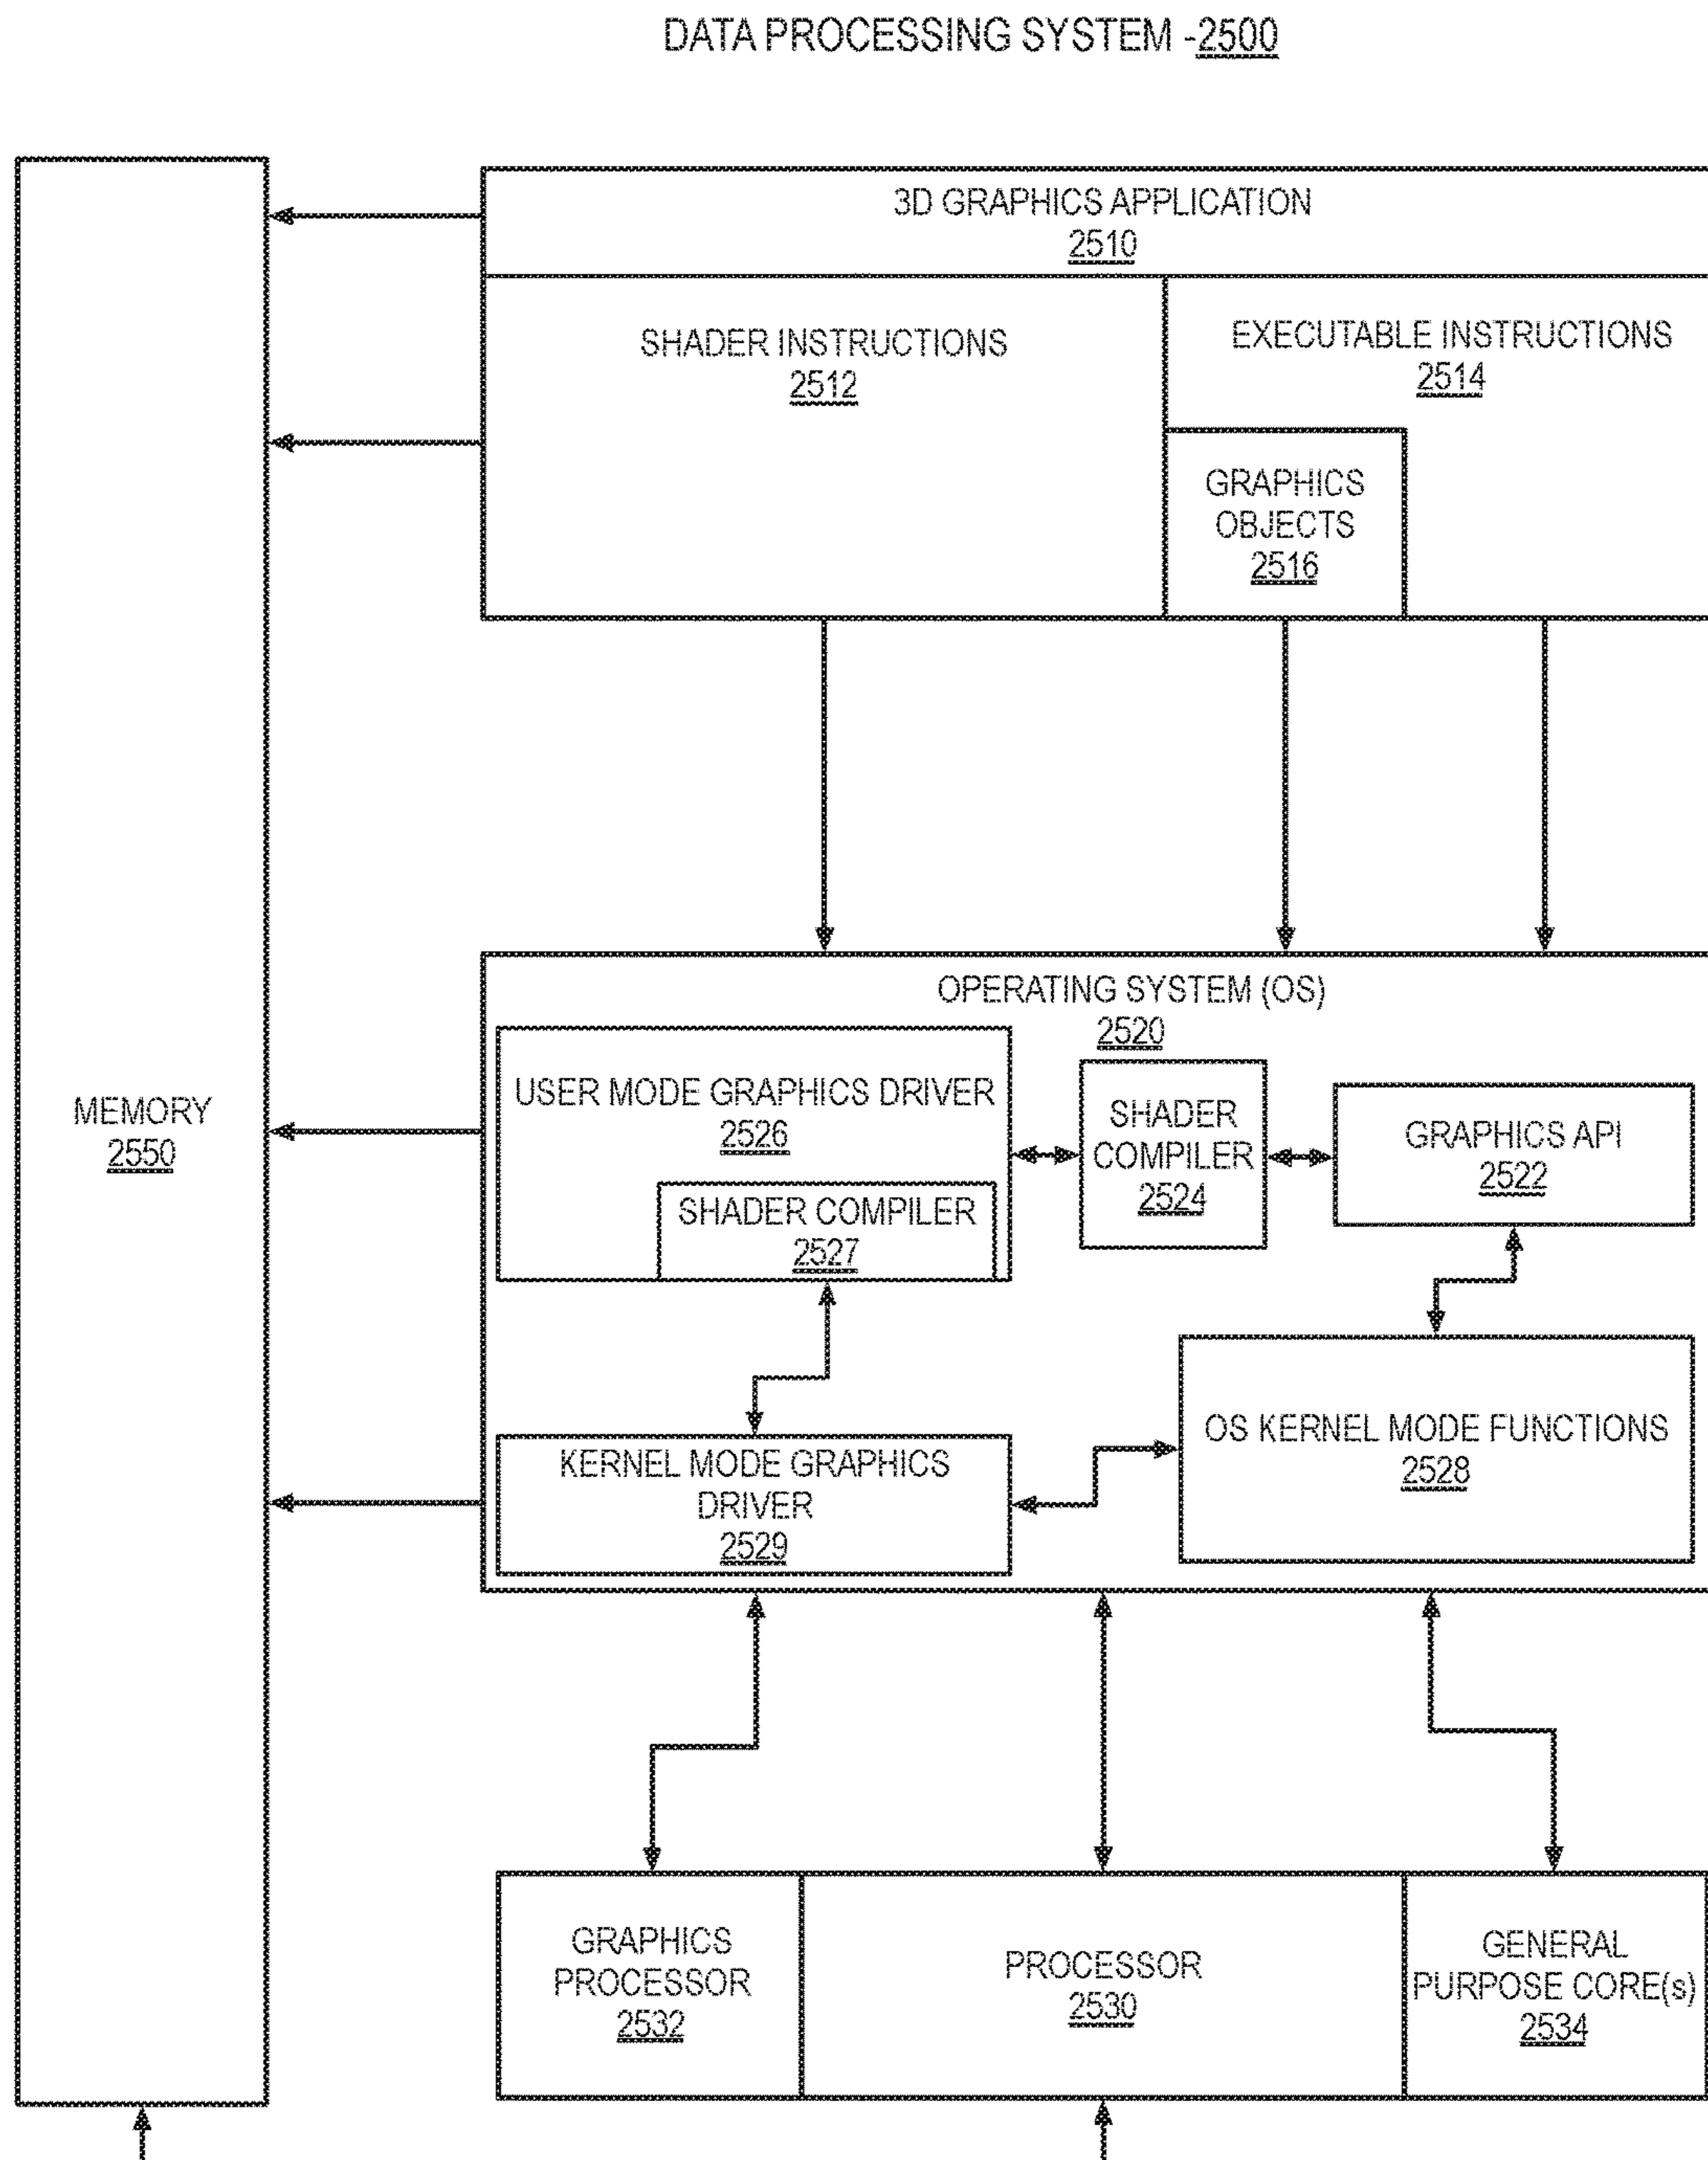 DATA PROCESSING SYSTEM -2500
3D GRAPHICS APPLICATION
2510
SHADER INSTRUCTIONS
2512
EXECUTABLE INSTRUCTIONS
2514
GRAPHICS
OBJECTS
2516
MEMORY
2550
OPERATING SYSTEM (OS)
2520
USER MODE GRAPHICS DRIVER
2526
SHADER COMPILER
2527
SHADER
COMPILER
2524
GRAPHICS API
2522
KERNEL MODE GRAPHICS
DRIVER
2529
OS KERNEL MODE FUNCTIONS
2528
GRAPHICS
PROCESSOR
2532
PROCESSOR
2530
GENERAL
PURPOSE CORE(s)
2534